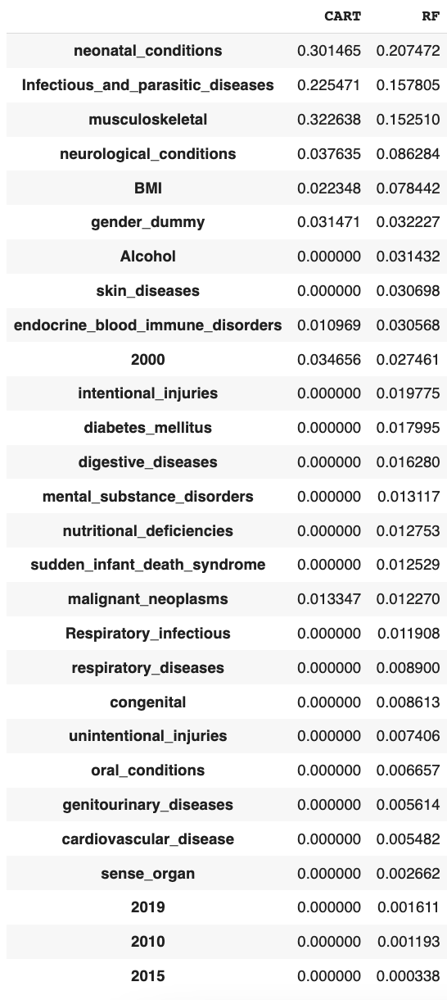 CART RF
neonatal_conditions 0.301465 0.207472
Infectious_and_parasitic_diseases 0.225471 0.157805
musculoskeletal 0.322638 0.152510
neurological_conditions 0.037635 0.086284
BMI 0.022348 0.078442
gender_dummy 0.031471 0.032227
Alcohol 0.000000 0.031432
skin_diseases 0.000000 0.030698
endocrine_blood_immune_disorders 0.010969 0.030568
2000 0.034656 0.027461
intentional_injuries 0.000000 0.019775
diabetes_mellitus 0.000000 0.017995
digestive_diseases 0.000000 0.016280
mental_substance_disorders 0.000000 0.013117
nutritional_deficiencies 0.000000 0.012753
sudden_infant_death_syndrome 0.000000 0.012529
malignant_neoplasms 0.013347 0.012270
Respiratory_infectious 0.000000 0.011908
respiratory_diseases 0.000000 0.008900
congenital 0.000000 0.008613
unintentional_injuries 0.000000 0.007406
oral_conditions 0.000000 0.006657
genitourinary_diseases 0.000000 0.005614
cardiovascular_disease 0.000000 0.005482
sense_organ 0.000000 0.002662
2019 0.000000 0.001611
2010 0.000000 0.001193
2015 0.000000 0.000338